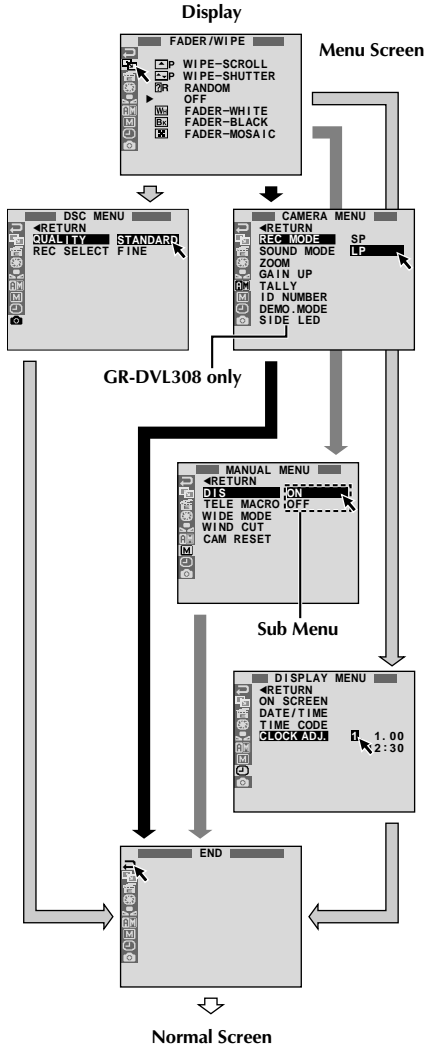 Display
Menu Screen
FADER/WIPE
P WIPE-SCROLL
P WIPE-SHUTTER
R RANDOM
OFF
FADER-WHITE
FADER-BLACK
FADER-MOSAIC
DSC MENU
◀RETURN
QUALITY STANDARD
REC SELECT FINE
CAMERA MENU
◀RETURN
REC MODE SP
SOUND MODE LP
ZOOM
GAIN UP
TALLY
ID NUMBER
DEMO.MODE
SIDE LED
GR-DVL308 only
MANUAL MENU
◀RETURN
DIS ON
TELE MACRO OFF
WIDE MODE
WIND CUT
CAM RESET
Sub Menu
DISPLAY MENU
◀RETURN
ON SCREEN
DATE/TIME
TIME CODE
CLOCK ADJ. 1. 1.00
2:30
END
Normal Screen